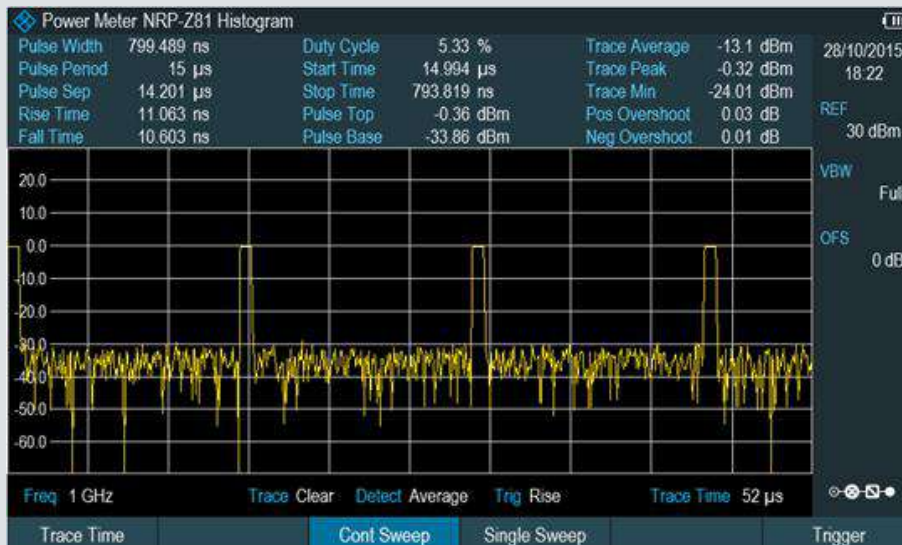 Power Meter NRP-Z81 Histogram
Pulse Width 799.489 ns Duty Cycle 5.33 % Trace Average -13.1 dBm
Pulse Period 15 µs Start Time 14.994 µs Trace Peak -0.32 dBm
Pulse Sep 14.201 µs Stop Time 793.819 ns Trace Min -24.01 dBm
Rise Time 11.063 ns Pulse Top -0.36 dBm Pos Overshoot 0.03 dB
Fall Time 10.603 ns Pulse Base -33.86 dBm Neg Overshoot 0.01 dB
28/10/2015
18:22
REF
30 dBm
VBW
Full
OFS
0 dB
20.0
10.0
0.0
-10.0
-20.0
-30.0
-40.0
-50.0
-60.0
Freq 1 GHz Trace Clear Detect Average Trig Rise Trace Time 52 µs
Trace Time Cont Sweep Single Sweep Trigger